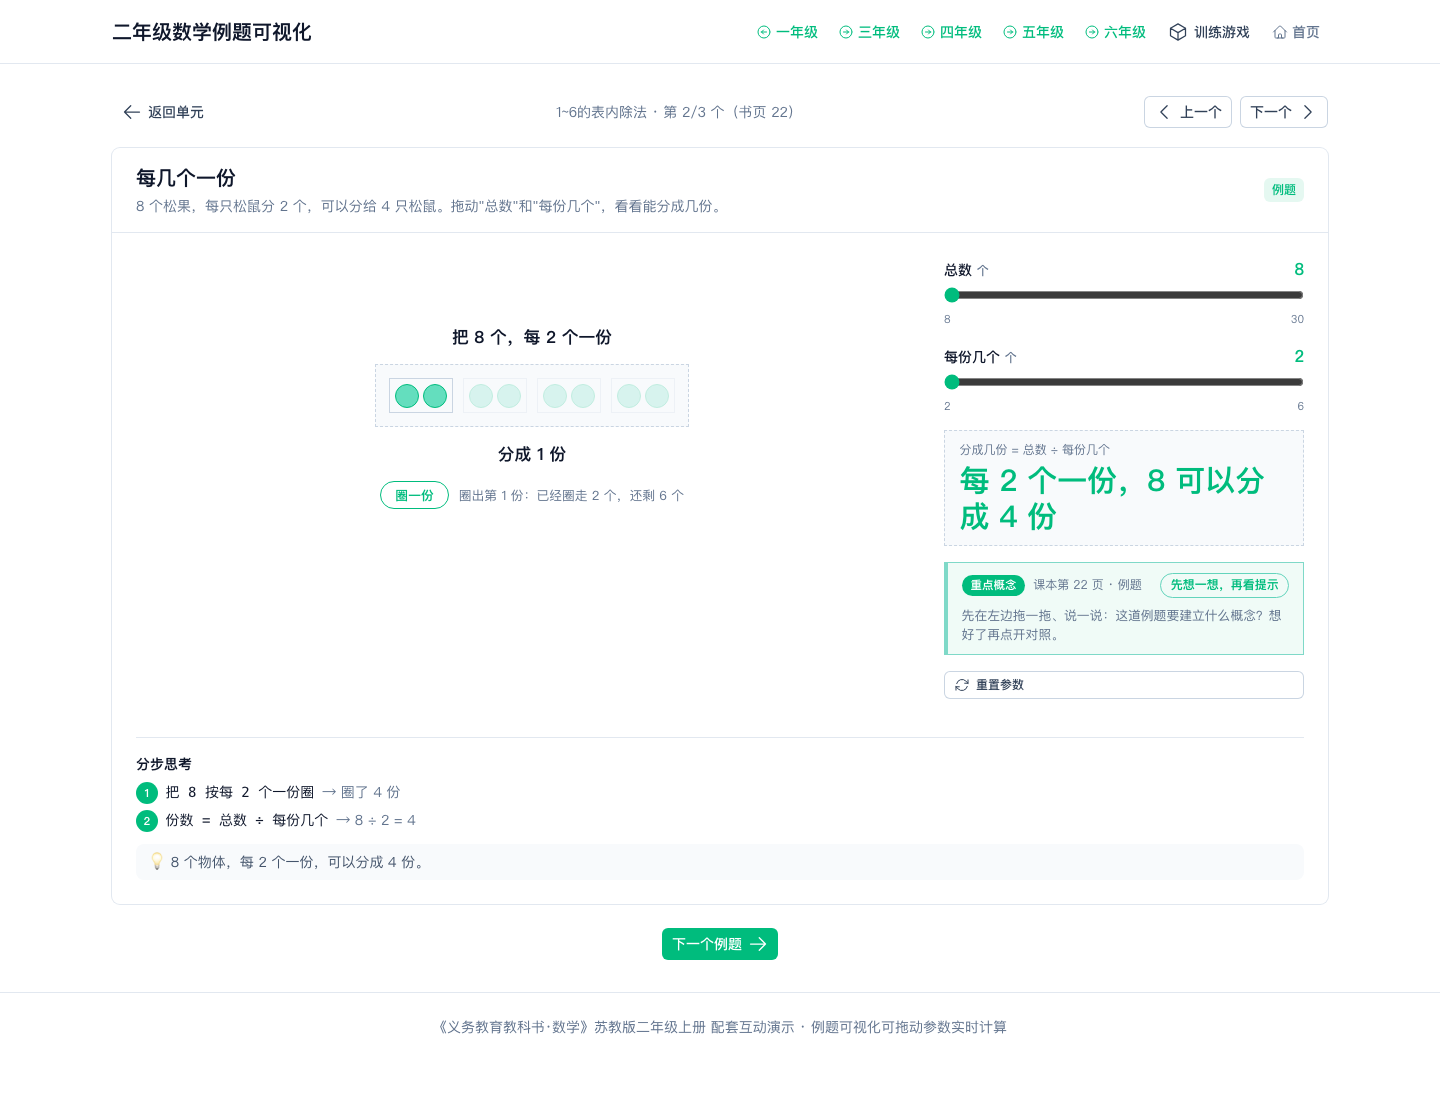 二年级数学例题可视化
一年级 三年级 四年级 五年级 六年级 训练游戏 首页
返回单元
1~6的表内除法 · 第 2/3 个（书页 22）
上一个 下一个
每几个一份
8 个松果，每只松鼠分 2 个，可以分给 4 只松鼠。拖动"总数"和"每份几个"，看看能分成几份。
例题
把 8 个，每 2 个一份
分成 1 份
圈一份 圈出第 1 份：已经圈走 2 个，还剩 6 个
总数 个 8
8 30
每份几个 个 2
2 6
分成几份 = 总数 ÷ 每份几个
每 2 个一份，8 可以分
成 4 份
重点概念 课本第 22 页 · 例题 先想一想，再看提示
先在左边拖一拖、说一说：这道例题要建立什么概念？想
好了再点开对照。
重置参数
分步思考
1 把 8 按每 2 个一份圈 → 圈了 4 份
2 份数 = 总数 ÷ 每份几个 → 8 ÷ 2 = 4
8 个物体，每 2 个一份，可以分成 4 份。
下一个例题
《义务教育教科书·数学》苏教版二年级上册 配套互动演示 · 例题可视化可拖动参数实时计算